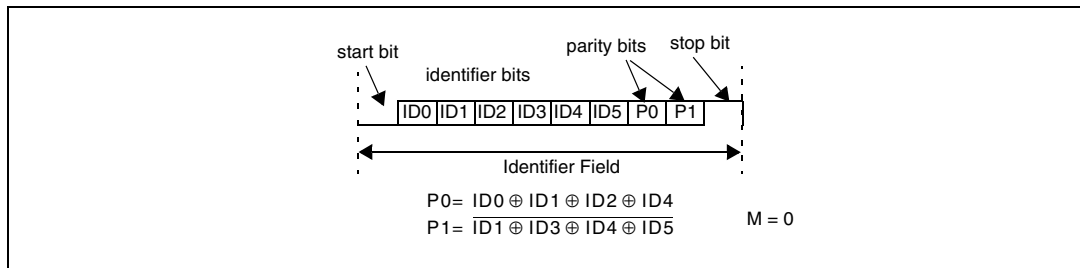 start bit
parity bits
stop bit
identifier bits
ID0 ID1 ID2 ID3 ID4 ID5 P0 P1
Identifier Field
P0= ID0 ⊕ ID1 ⊕ ID2 ⊕ ID4
P1= \overline{ID1 ⊕ ID3 ⊕ ID4 ⊕ ID5}
M = 0